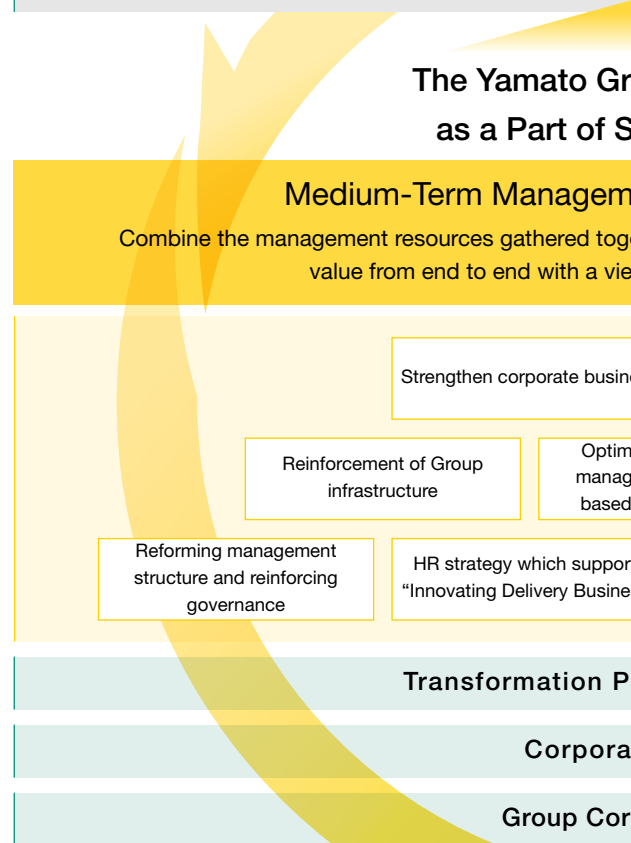 The Yamato Gr
as a Part of S
Medium-Term Managem
Combine the management resources gathered toge
value from end to end with a vie
Strengthen corporate busine
Reinforcement of Group
infrastructure
Optim
manag
based
Reforming management
structure and reinforcing
governance
HR strategy which suppor
“Innovating Delivery Busine
Transformation P
Corpora
Group Cor